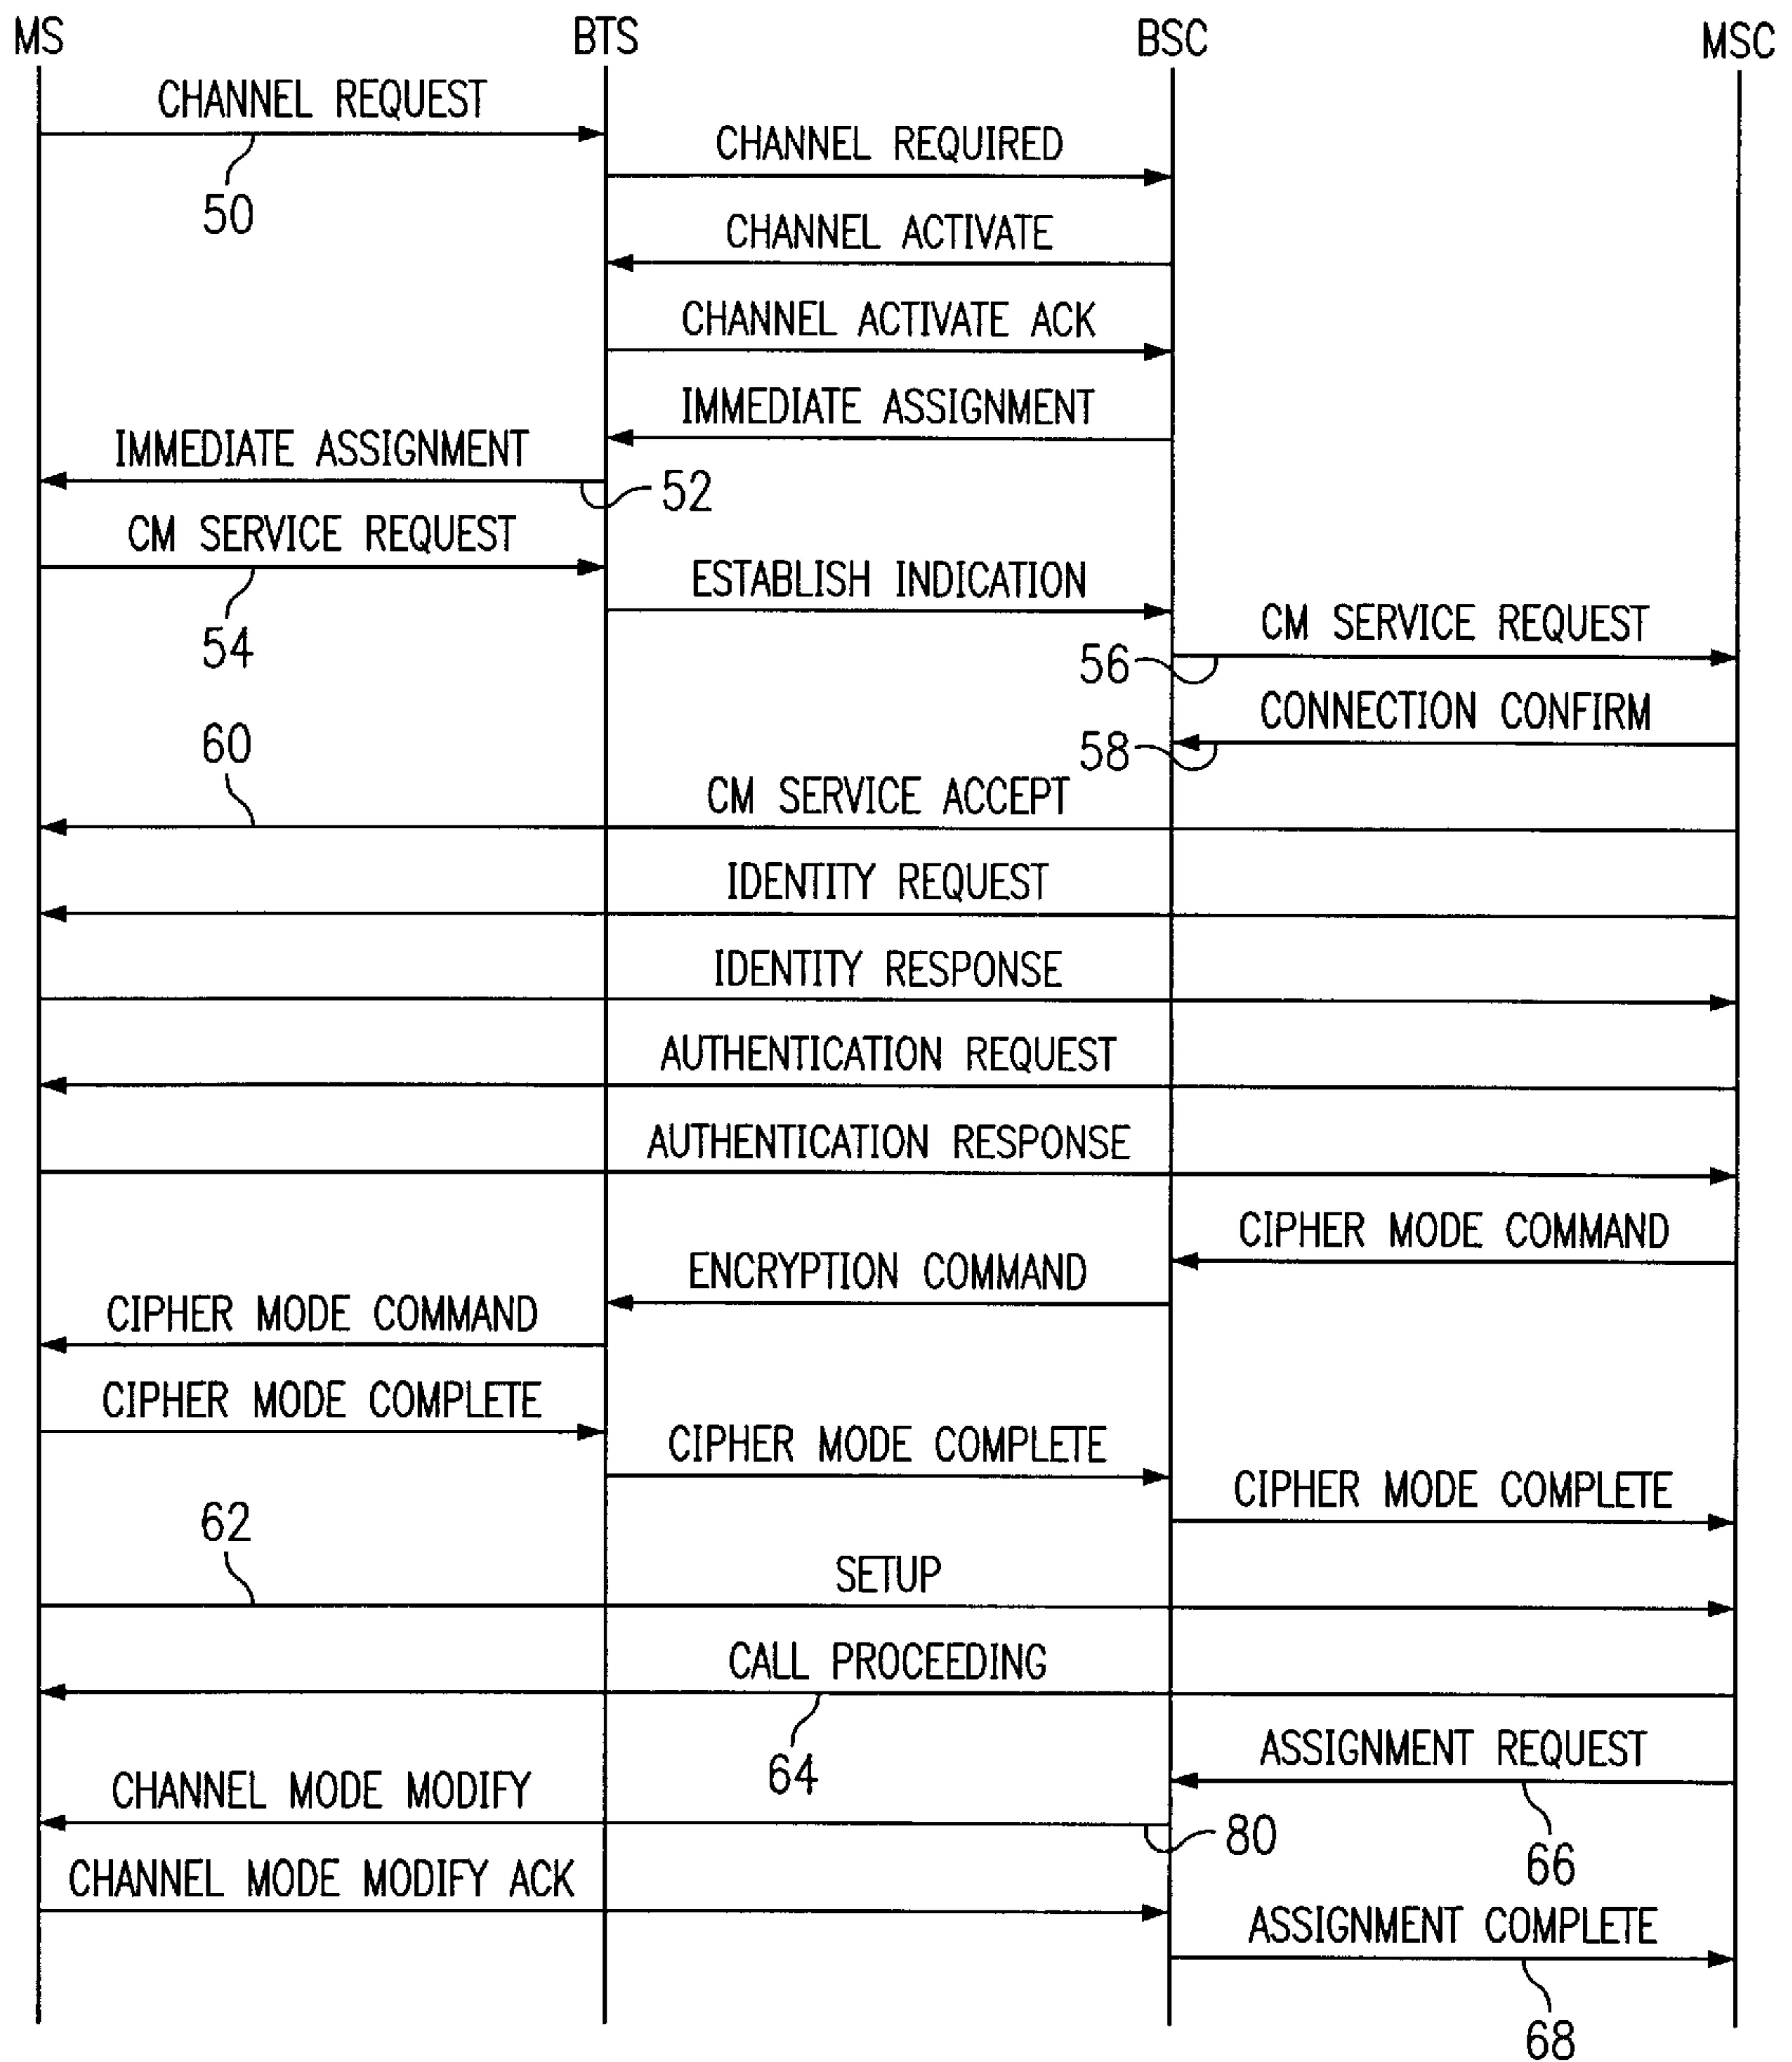 MS
BTS
BSC
MSC
CHANNEL REQUEST
50
CHANNEL REQUIRED
CHANNEL ACTIVATE
CHANNEL ACTIVATE ACK
IMMEDIATE ASSIGNMENT
IMMEDIATE ASSIGNMENT
52
CM SERVICE REQUEST
54
ESTABLISH INDICATION
CM SERVICE REQUEST
56
CONNECTION CONFIRM
58
60
CM SERVICE ACCEPT
IDENTITY REQUEST
IDENTITY RESPONSE
AUTHENTICATION REQUEST
AUTHENTICATION RESPONSE
CIPHER MODE COMMAND
ENCRYPTION COMMAND
CIPHER MODE COMMAND
CIPHER MODE COMPLETE
CIPHER MODE COMPLETE
CIPHER MODE COMPLETE
62
SETUP
CALL PROCEEDING
64
ASSIGNMENT REQUEST
66
CHANNEL MODE MODIFY
80
CHANNEL MODE MODIFY ACK
ASSIGNMENT COMPLETE
68